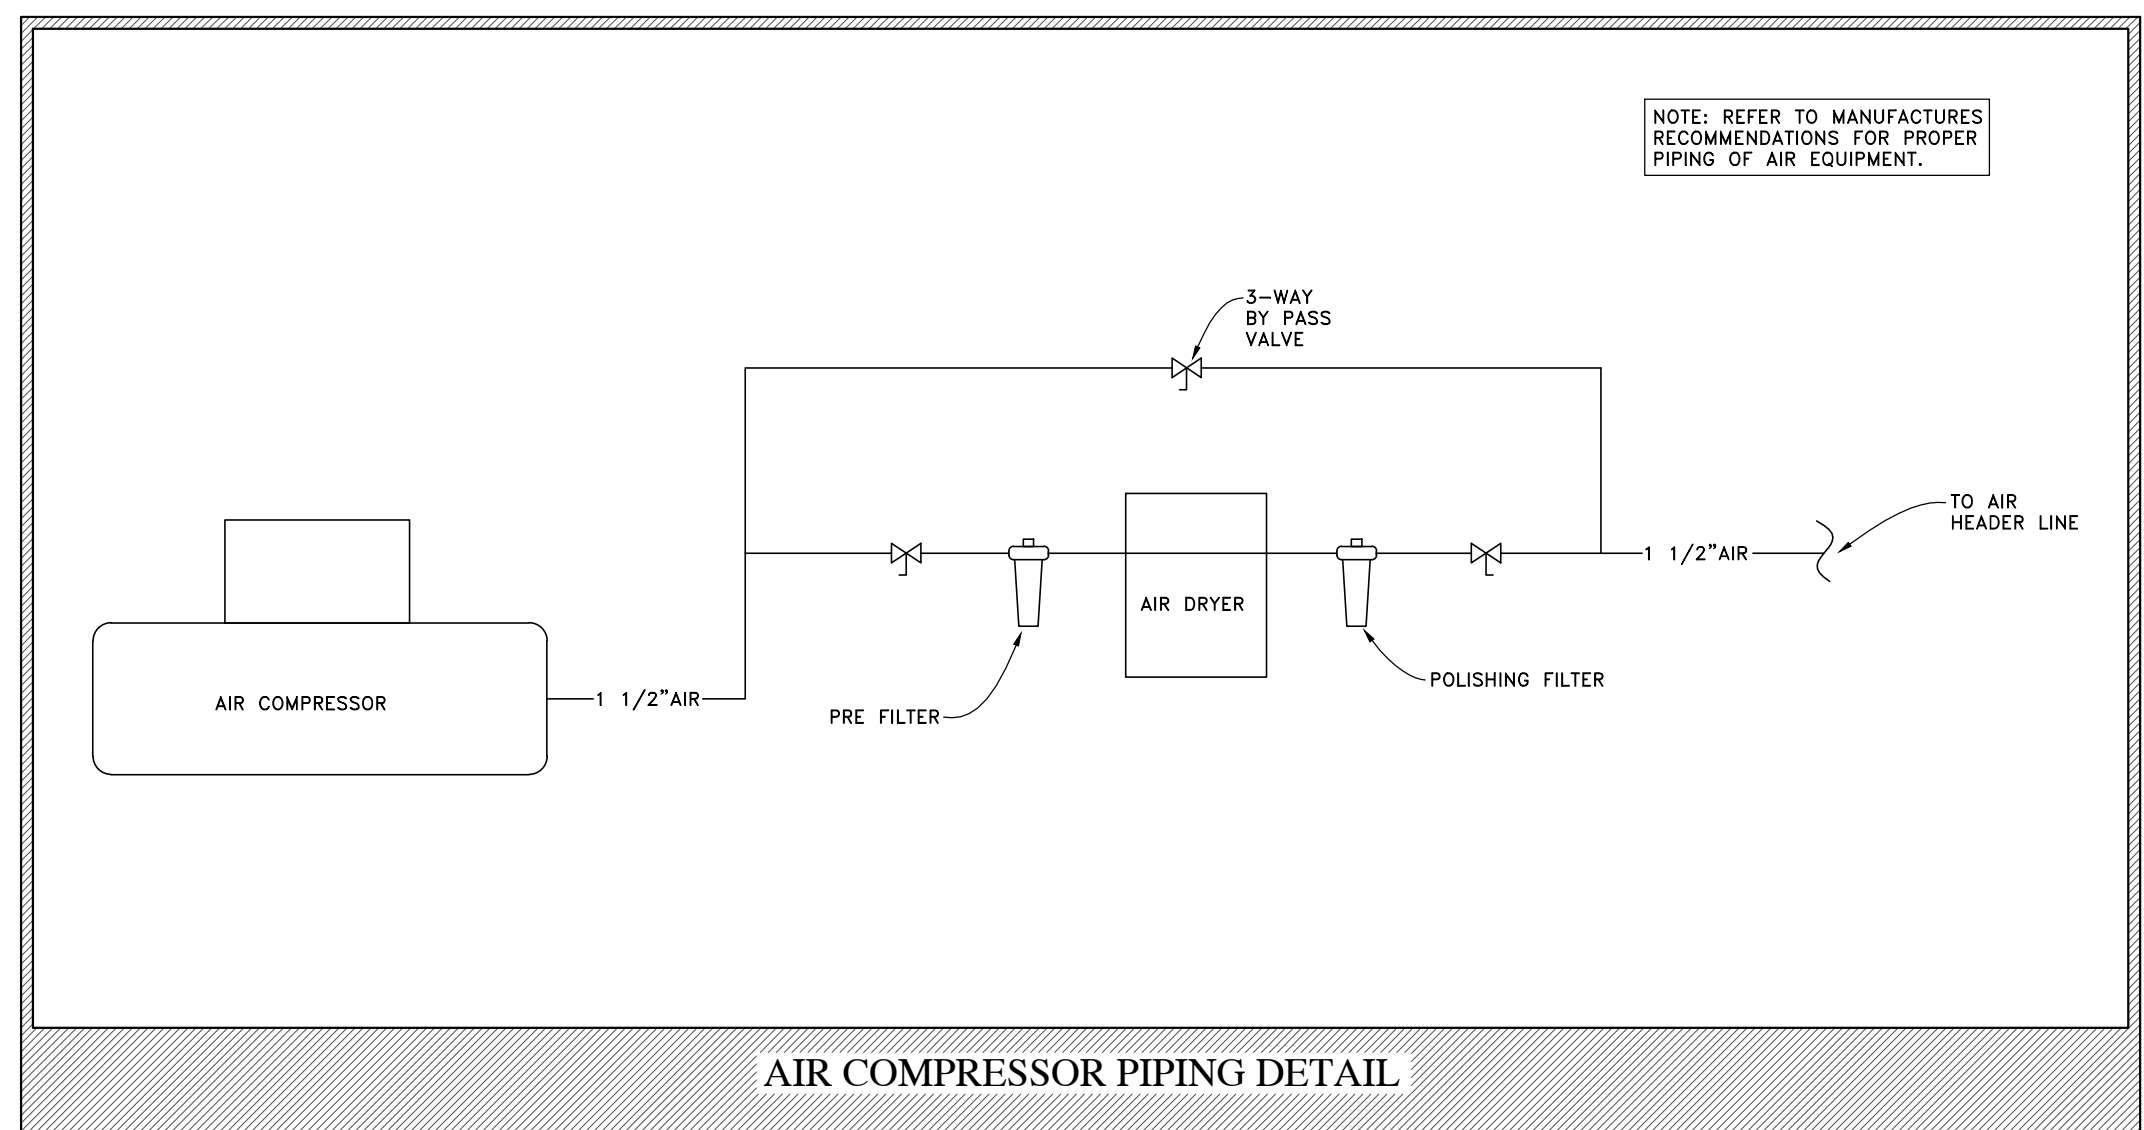 NOTE: REFER TO MANUFACTURES
RECOMMENDATIONS FOR PROPER
PIPING OF AIR EQUIPMENT.
3-WAY
BY PASS
VALVE
TO AIR
HEADER LINE
1 1/2"AIR
AIR DRYER
POLISHING FILTER
AIR COMPRESSOR
1 1/2"AIR
PRE FILTER
AIR COMPRESSOR PIPING DETAIL